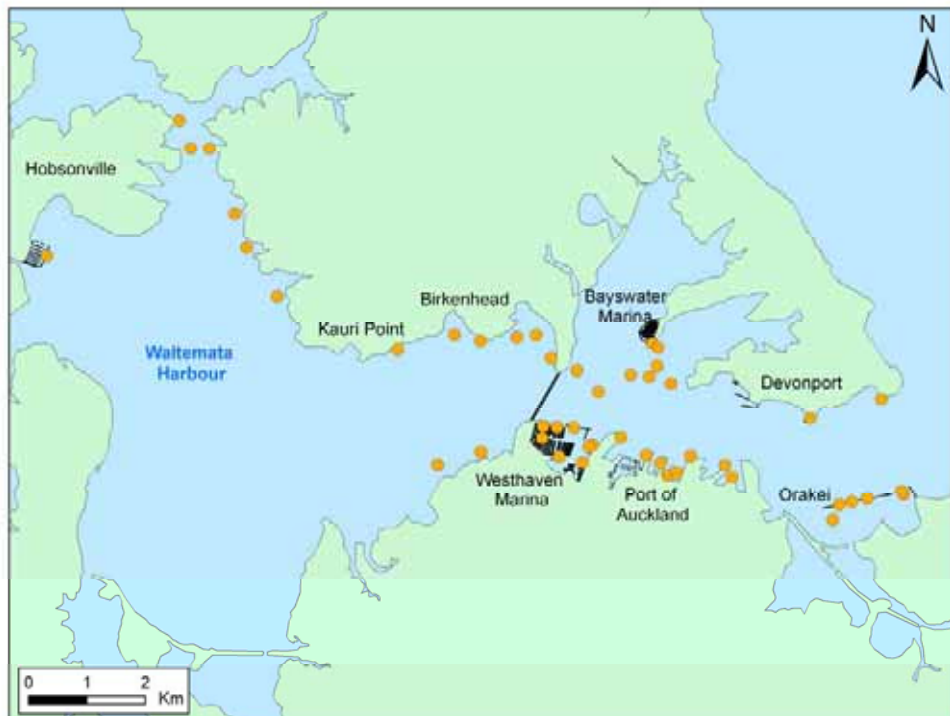 N
Hobsonville
Birkenhead
Bayswater
Marina
Kauri Point
Waitemata
Harbour
Devonport
Westhaven
Marina
Port of
Auckland
Orakei
0 1 2
Km